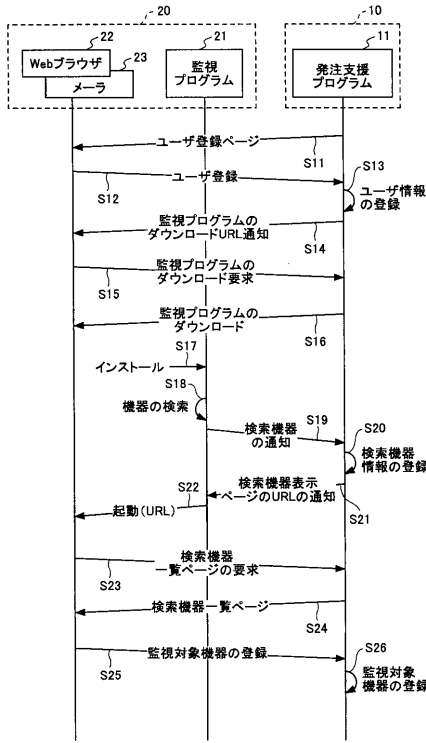 20
10
22
23
21
11
Webブラウザ
メーラ
監視
プログラム
発注支援
プログラム
ユーザ登録ページ
S11
S13
ユーザ登録
S12
ユーザ情報
の登録
監視プログラムの
ダウンロードURL通知
S14
監視プログラムの
ダウンロード要求
S15
監視プログラムの
ダウンロード
S16
S17
インストール
S18
機器の検索
S19
検索機器
の通知
S20
検索機器
情報の登録
検索機器表示
ページのURLの通知
S21
S22
起動(URL)
検索機器
一覧ページの要求
S23
検索機器一覧ページ
S24
監視対象機器の登録
S25
S26
監視対象
機器の登録